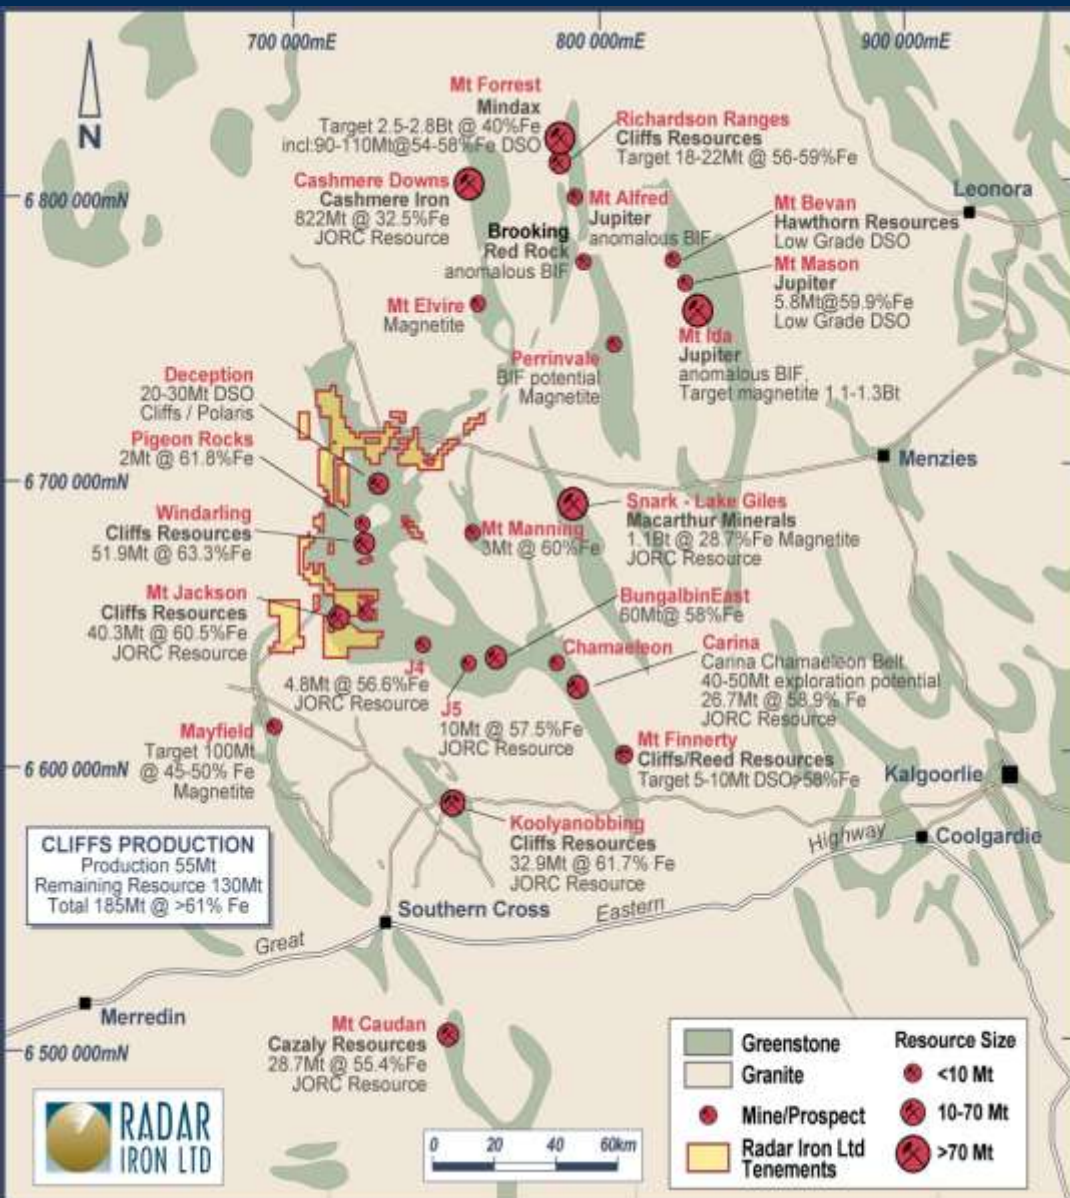 700 000mE
800 000mE
900 000mE
N
Mt Forrest
Mindax
Target 2.5-2.8Bt @ 40%Fe
incl:90-110Mt@54-58%Fe DSO
Richardson Ranges
Cliffs Resources
Target 18-22Mt @ 56-59%Fe
6 800 000mN
Cashmere Downs
Cashmere Iron
822Mt @ 32.5%Fe
JORC Resource
Mt Alfred
Jupiter
anomalous BIF
Brooking
Red Rock
anomalous BIF
Mt Bevan
Hawthorn Resources
Low Grade DSO
Leonora
Mt Mason
Jupiter
5.8Mt@59.9%Fe
Low Grade DSO
Mt Elvire
Magnetite
Mt Ida
Jupiter
anomalous BIF,
Target magnetite 1.1-1.3Bt
Perrinvale
BIF potential
Magnetite
Deception
20-30Mt DSO
Cliffs / Polaris
Pigeon Rocks
2Mt @ 61.8%Fe
Menzies
6 700 000mN
Windarling
Cliffs Resources
51.9Mt @ 63.3%Fe
Mt Manning
3Mt @ 60%Fe
Snark - Lake Giles
Macarthur Minerals
1.1Bt @ 28.7%Fe Magnetite
JORC Resource
Mt Jackson
Cliffs Resources
40.3Mt @ 60.5%Fe
JORC Resource
BungalbinEast
60Mt@ 58%Fe
J4
4.8Mt @ 56.6%Fe
JORC Resource
Chamaeleon
Carina
Carina Chamaeleon Belt
40-50Mt exploration potential
26.7Mt @ 58.9% Fe
JORC Resource
J5
10Mt @ 57.5%Fe
JORC Resource
Mayfield
Target 100Mt
@ 45-50% Fe
Magnetite
Mt Finnerty
Cliffs/Reed Resources
Target 5-10Mt DSO>58%Fe
6 600 000mN
Kalgoorlie
Koolyanobbing
Cliffs Resources
32.9Mt @ 61.7% Fe
JORC Resource
Highway
Coolgardie
CLIFFS PRODUCTION
Production 55Mt
Remaining Resource 130Mt
Total 185Mt @ >61% Fe
Southern Cross
Eastern
Great
Merredin
Mt Caudan
Cazaly Resources
28.7Mt @ 55.4%Fe
JORC Resource
6 500 000mN
RADAR
IRON LTD
0 20 40 60km
Greenstone
Granite
Mine/Prospect
Radar Iron Ltd
Tenements
Resource Size
<10 Mt
10-70 Mt
>70 Mt